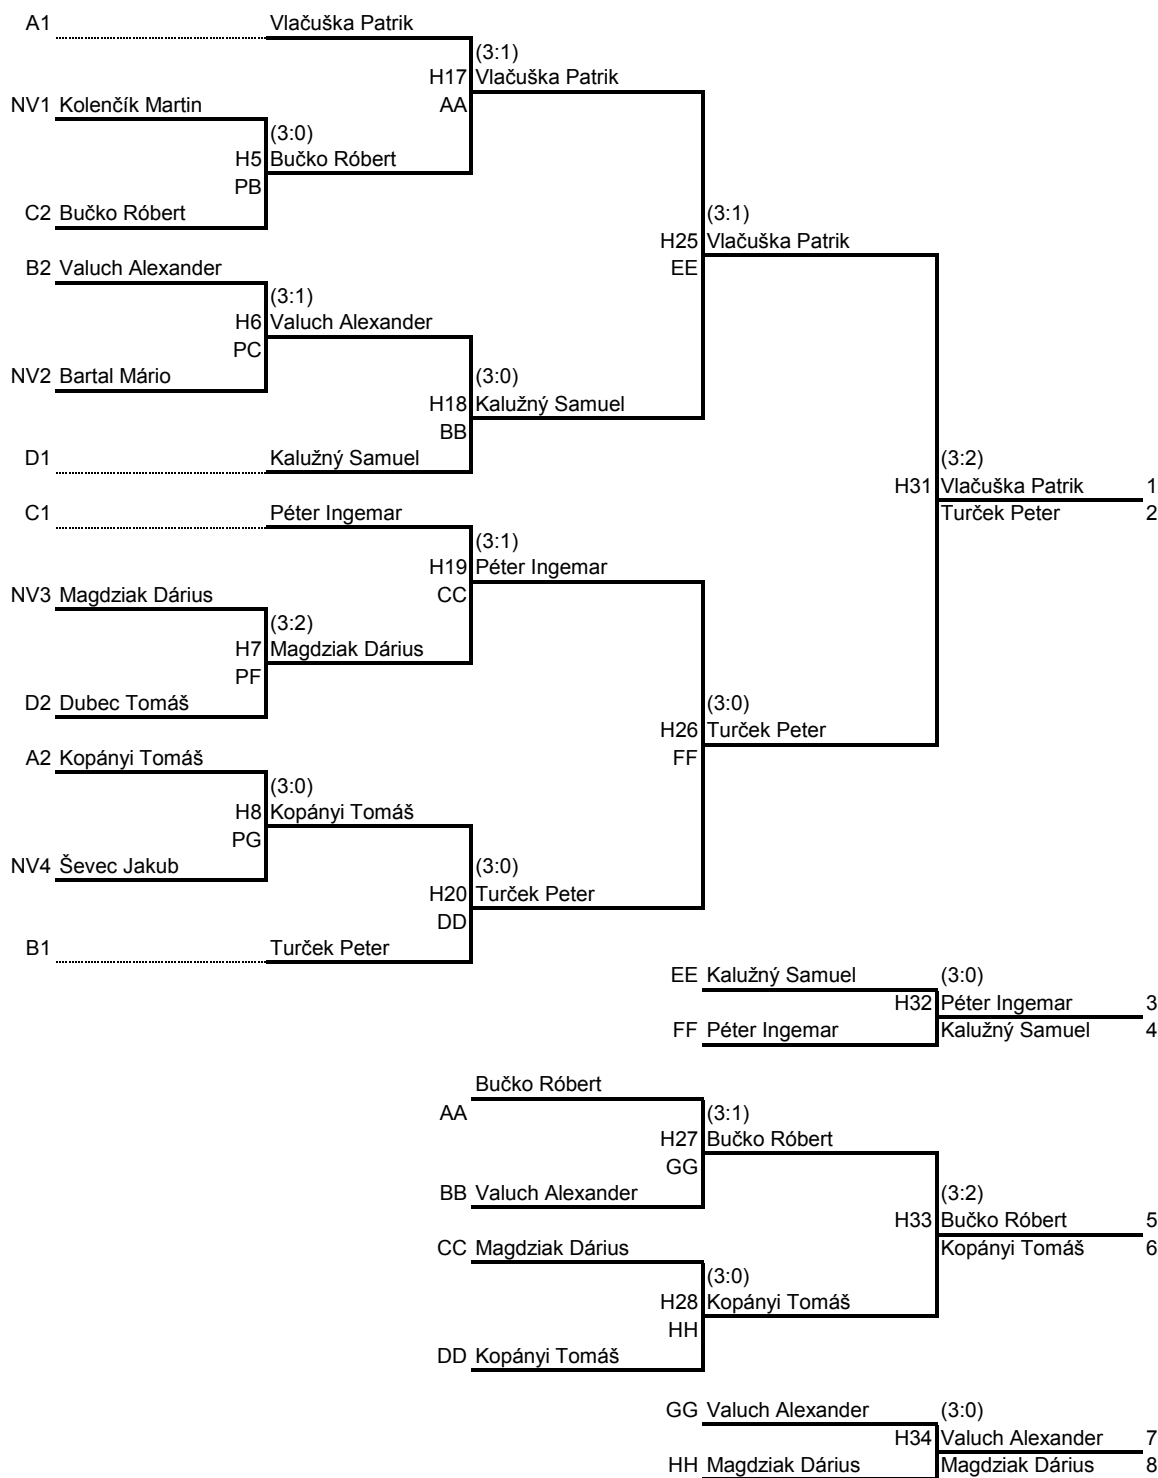 A1 Vlačuška Patrik
(3:1)
H17 Vlačuška Patrik
NV1 Kolenčík Martin
AA
(3:0)
H5 Bučko Róbert
PB
C2 Bučko Róbert
(3:1)
H25 Vlačuška Patrik
B2 Valuch Alexander
EE
(3:1)
H6 Valuch Alexander
PC
NV2 Bartal Mário
(3:0)
H18 Kalužný Samuel
BB
D1 Kalužný Samuel
(3:2)
H31 Vlačuška Patrik 1
C1 Péter Ingemar
Turček Peter 2
(3:1)
H19 Péter Ingemar
NV3 Magdziak Dárius
CC
(3:2)
H7 Magdziak Dárius
PF
D2 Dubec Tomáš
(3:0)
H26 Turček Peter
A2 Kopányi Tomáš
FF
(3:0)
H8 Kopányi Tomáš
PG
NV4 Ševec Jakub
(3:0)
H20 Turček Peter
DD
B1 Turček Peter
EE Kalužný Samuel (3:0)
H32 Péter Ingemar 3
FF Péter Ingemar Kalužný Samuel 4
Bučko Róbert
AA
(3:1)
H27 Bučko Róbert
GG
BB Valuch Alexander
(3:2)
H33 Bučko Róbert 5
CC Magdziak Dárius
Kopányi Tomáš 6
(3:0)
H28 Kopányi Tomáš
HH
DD Kopányi Tomáš
GG Valuch Alexander (3:0)
H34 Valuch Alexander 7
HH Magdziak Dárius Magdziak Dárius 8